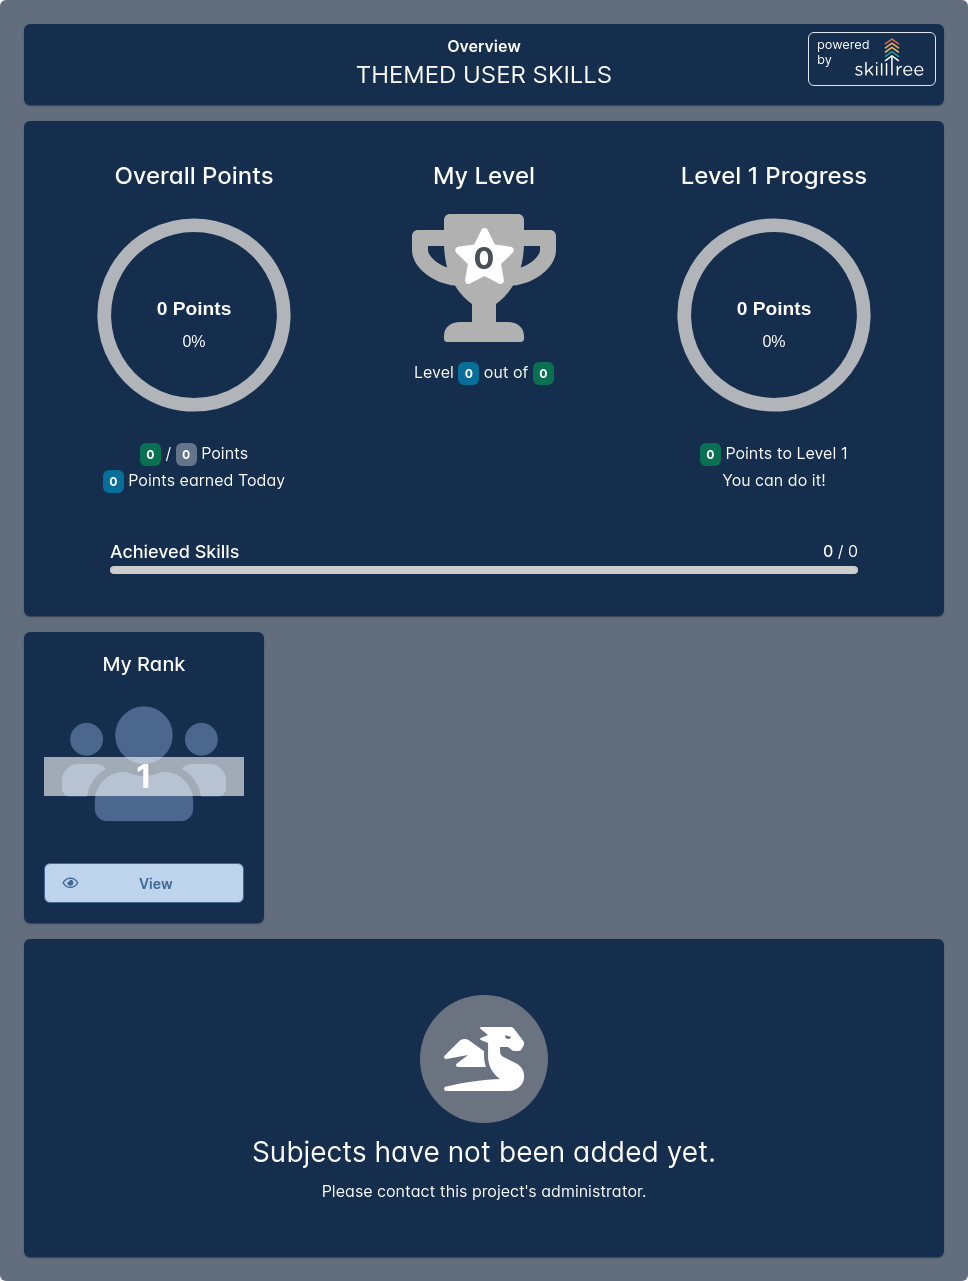 Overview
THEMED USER SKILLS
powered
by
skilltree
Overall Points
My Level
Level 1 Progress
0 Points
0%
0
0 Points
0%
Level 0 out of 0
0 / 0 Points
0 Points earned Today
0 Points to Level 1
You can do it!
Achieved Skills
0 / 0
My Rank
1
View
Subjects have not been added yet.
Please contact this project's administrator.